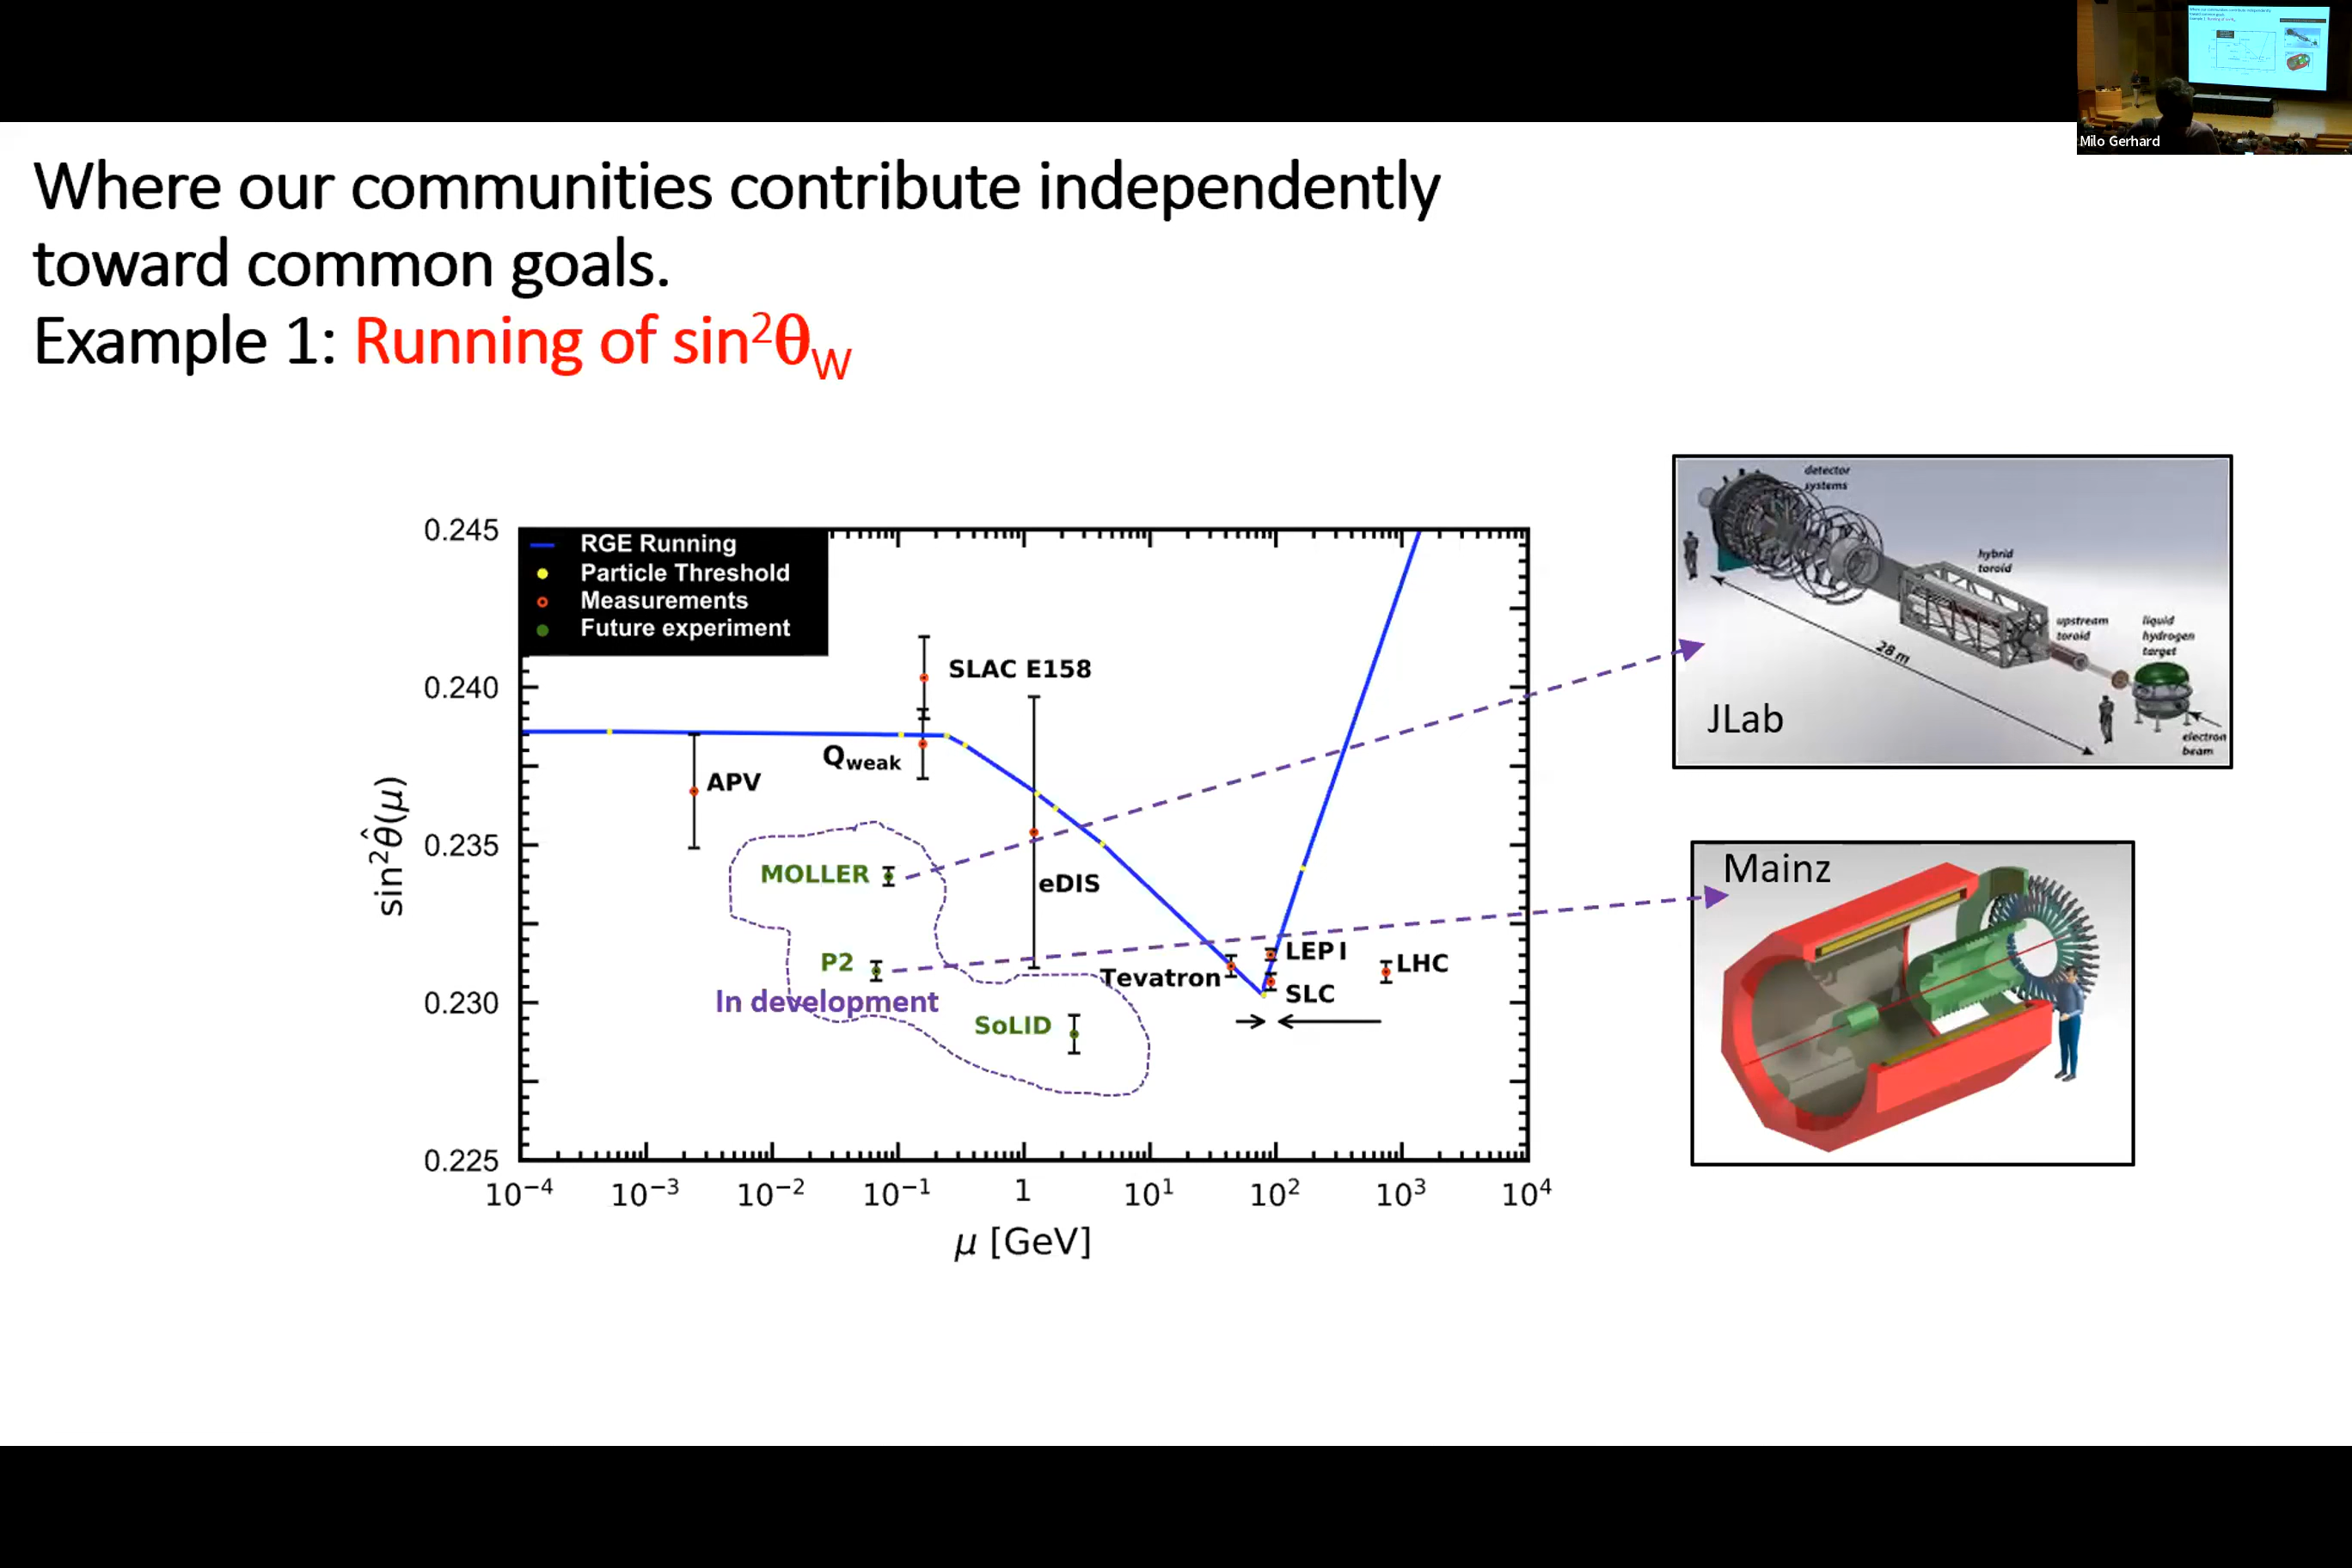 Milo Gerhard
Where our communities contribute independently
toward common goals.
Example 1: Running of sin²θ_W
0.245
0.240
0.235
0.230
0.225
sin²θ̂(μ)
RGE Running
Particle Threshold
Measurements
Future experiment
SLAC E158
Q_weak
APV
MOLLER
eDIS
P2
In development
SoLID
Tevatron
LEP I
SLC
LHC
10⁻⁴ 10⁻³ 10⁻² 10⁻¹ 1 10¹ 10² 10³ 10⁴
μ [GeV]
detector
systems
hybrid
toroid
upstream
toroid
liquid
hydrogen
target
28 m
electron
beam
JLab
Mainz